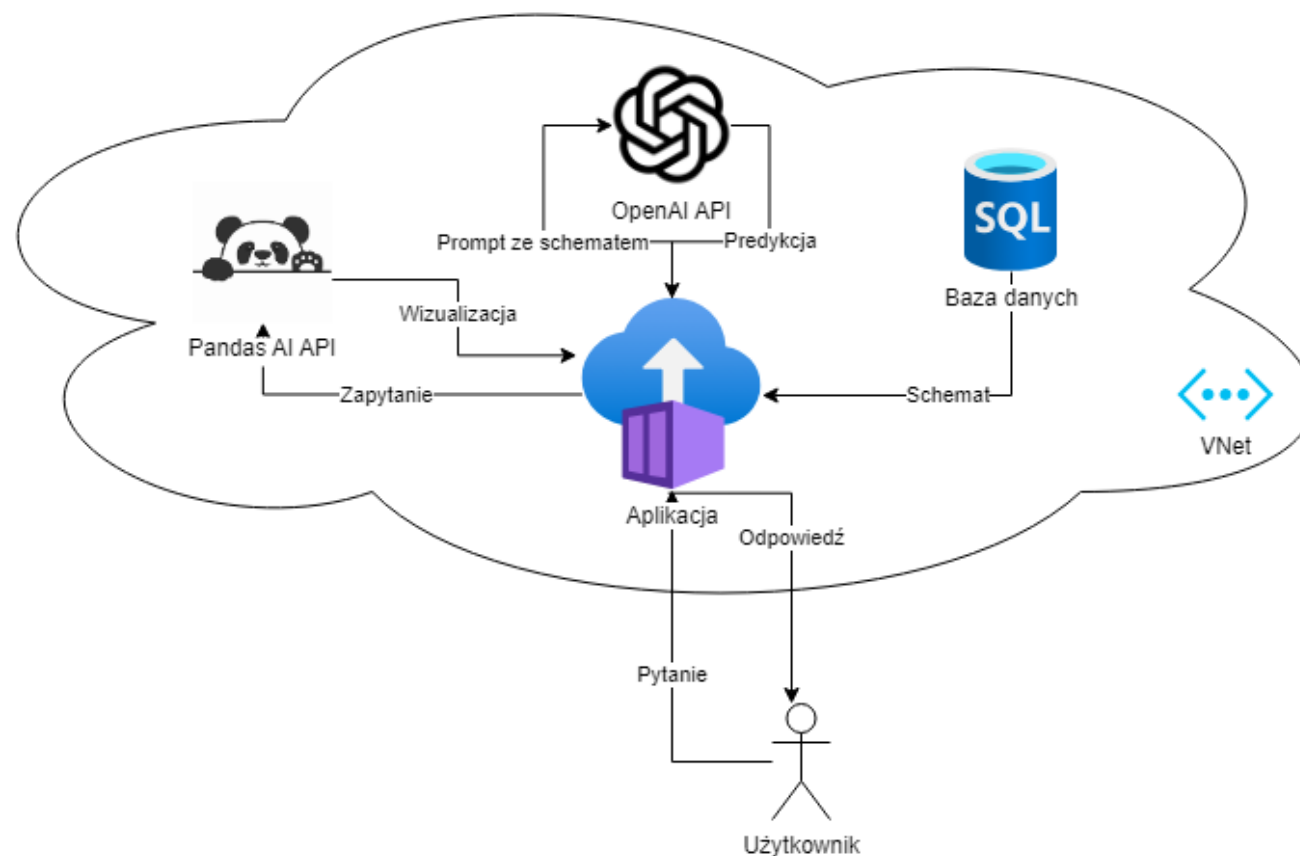 OpenAI API
Prompt ze schematem
Predykcja
SQL
Baza danych
Wizualizacja
Pandas AI API
Zapytanie
Schemat
VNet
Aplikacja
Odpowiedź
Pytanie
Użytkownik